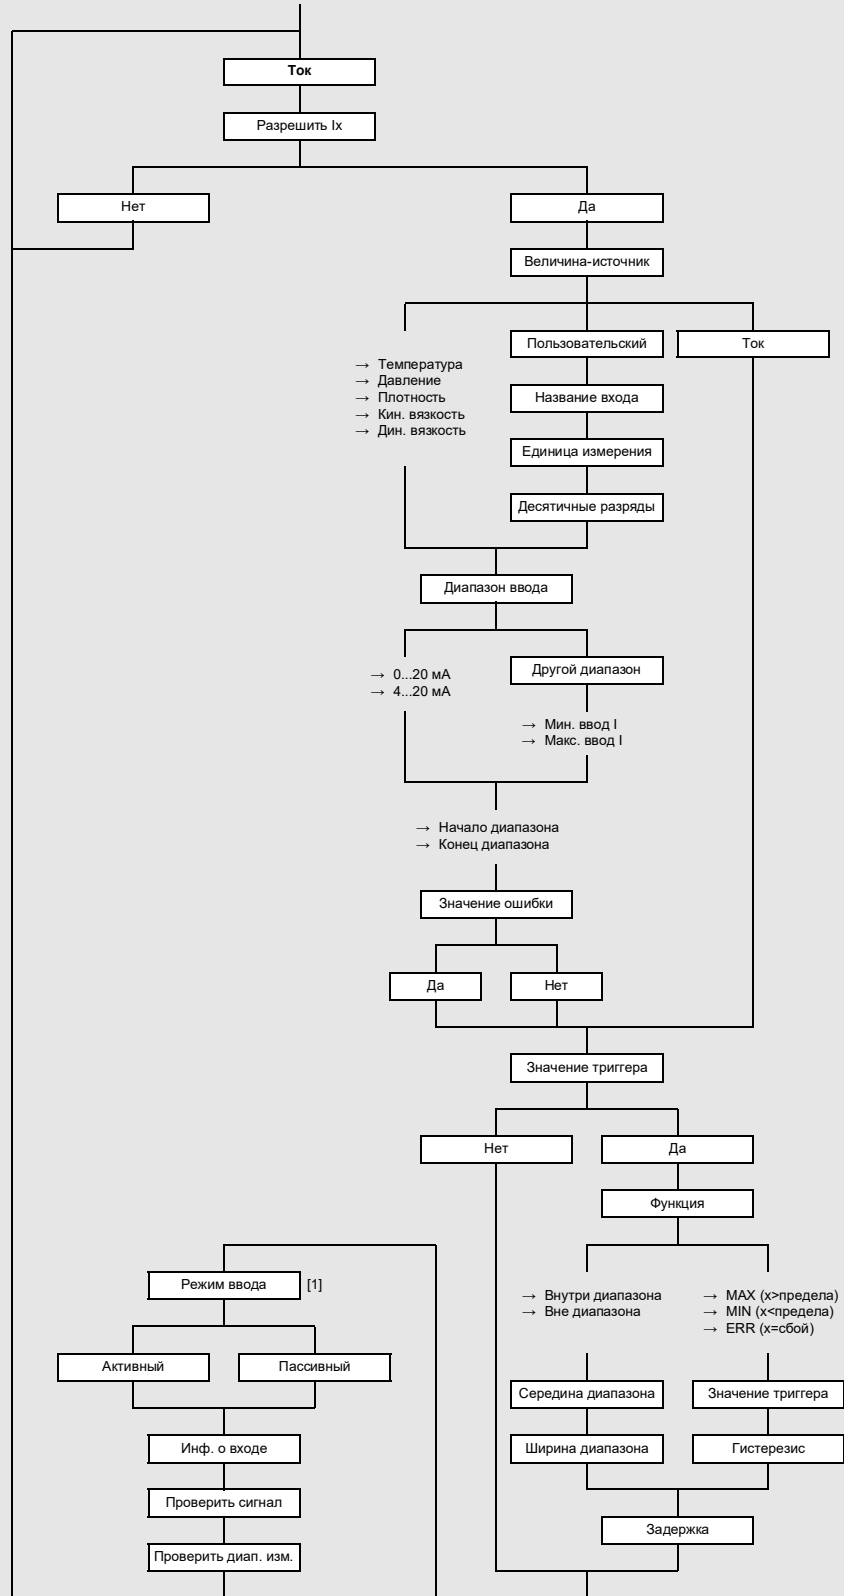 Ток
Разрешить Ix
Нет
Да
Величина-источник
Пользовательский
Ток
→ Температура
→ Давление
→ Плотность
→ Кин. вязкость
→ Дин. вязкость
Название входа
Единица измерения
Десятичные разряды
Диапазон ввода
→ 0...20 мА
→ 4...20 мА
Другой диапазон
→ Мин. ввод I
→ Макс. ввод I
→ Начало диапазона
→ Конец диапазона
Значение ошибки
Да
Нет
Значение триггера
Нет
Да
Функция
Режим ввода
[1]
→ Внутри диапазона
→ Вне диапазона
→ MAX (x>предела)
→ MIN (x<предела)
→ ERR (x=сбой)
Активный
Пассивный
Середина диапазона
Значение триггера
Инф. о входе
Ширина диапазона
Гистерезис
Проверить сигнал
Задержка
Проверить диап. изм.